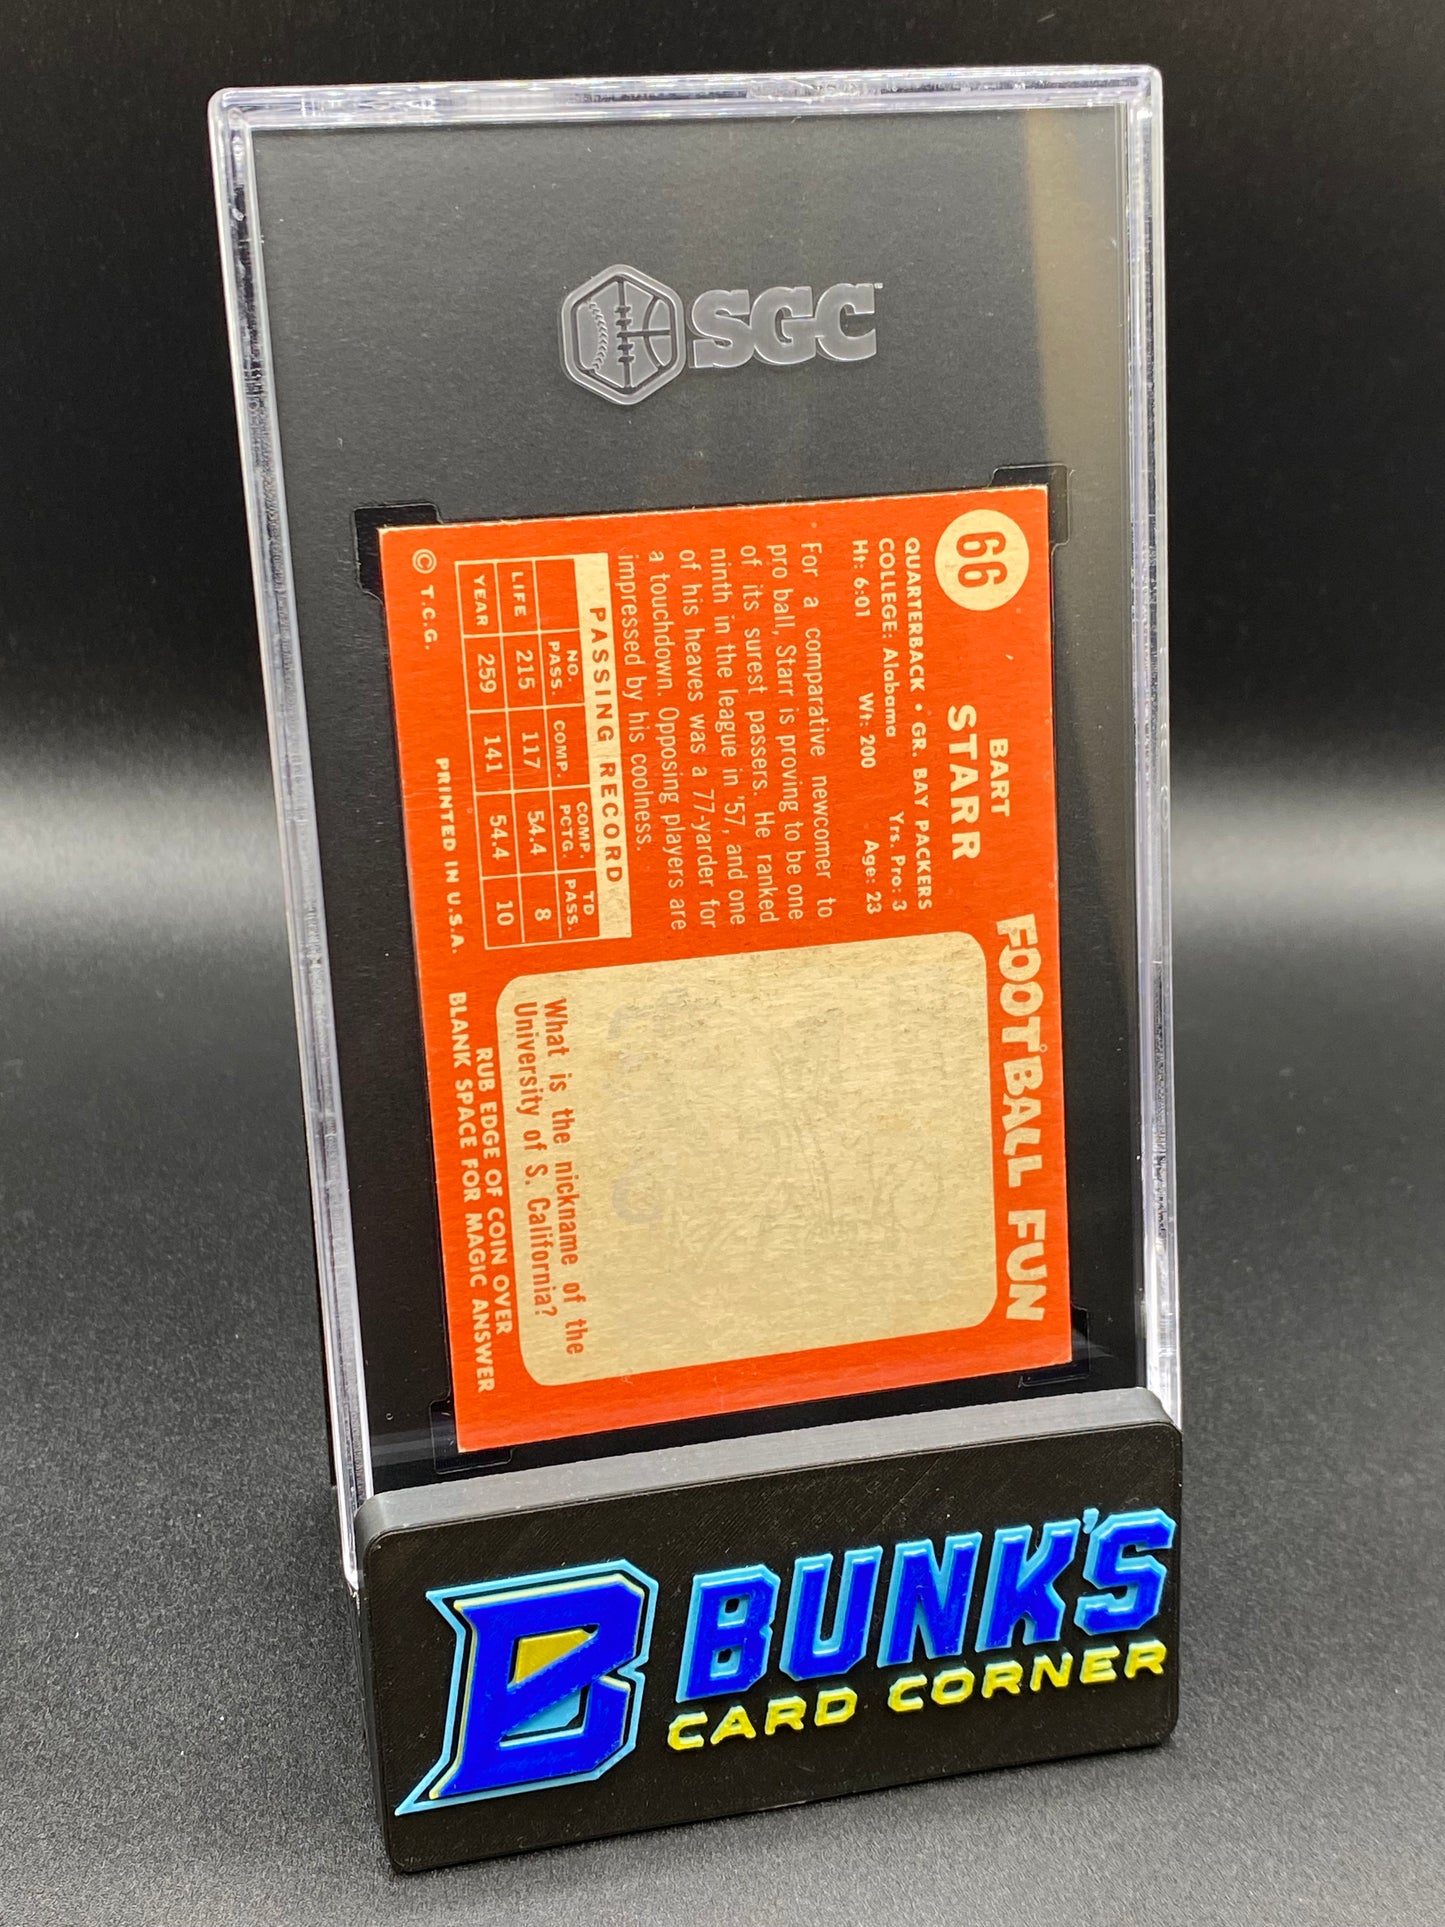 SGC
66
BART
STARR
QUARTERBACK • GR. BAY PACKERS
COLLEGE: Alabama Yrs. Pro: 3
Ht: 6:01 Wt: 200 Age: 23
For a comparative newcomer to
pro ball, Starr is proving to be one
of its surest passers. He ranked
ninth in the league in '57, and one
of his heaves was a 77-yarder for
a touchdown. Opposing players are
impressed by his coolness.
PASSING RECORD
NO. PASS. COMP. COMP. PCTG. TD PASS.
LIFE 215 117 54.4 8
YEAR 259 141 54.4 10
© T.C.G. PRINTED IN U.S.A.
FOOTBALL FUN
What is the nickname of the
University of S. California?
RUB EDGE OF COIN OVER
BLANK SPACE FOR MAGIC ANSWER
B BUNK'S
CARD CORNER